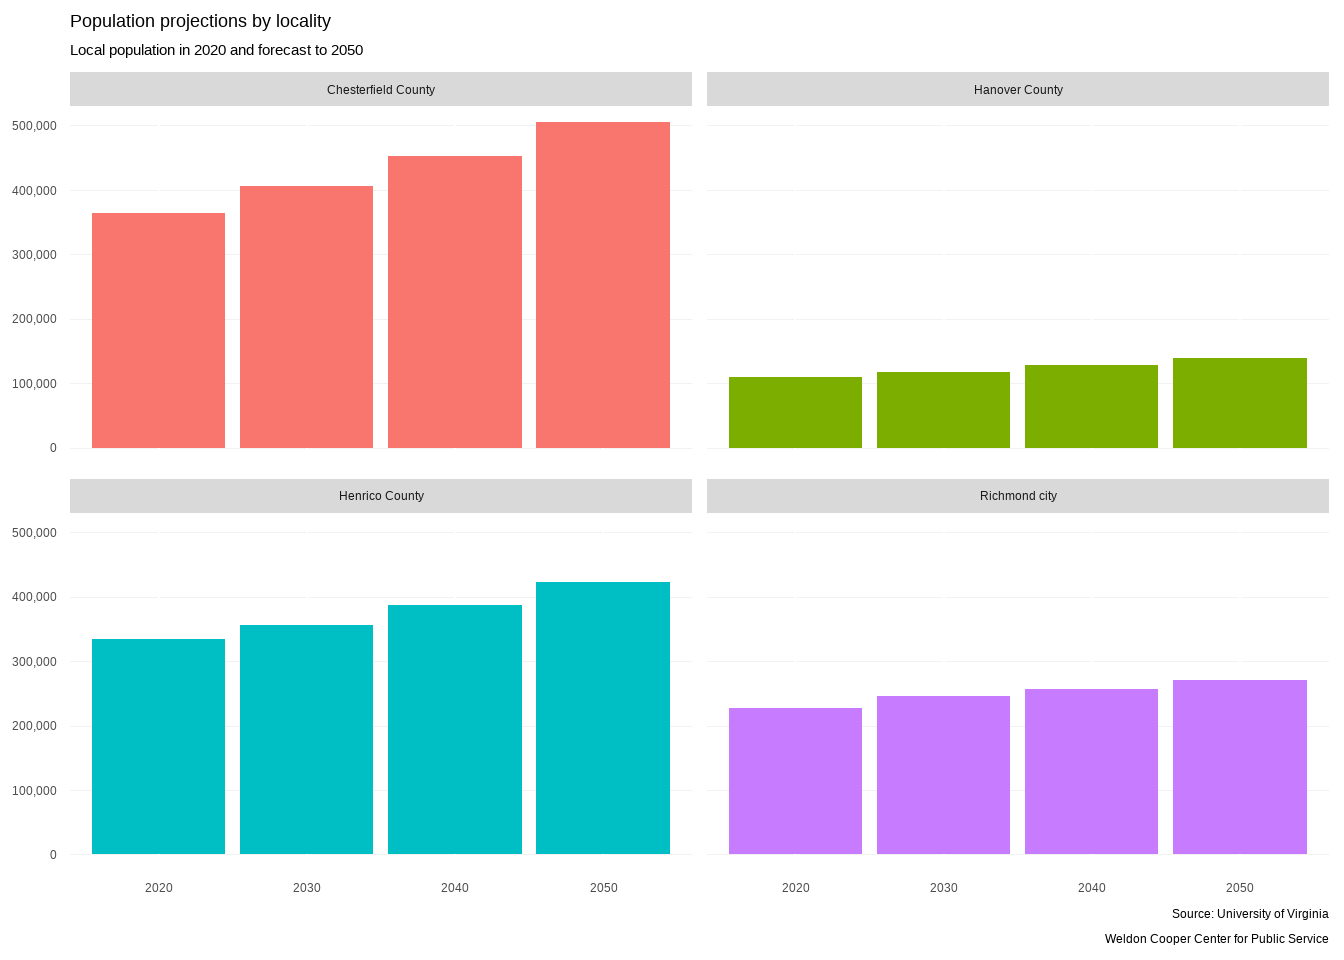 Population projections by locality
Local population in 2020 and forecast to 2050
Chesterfield County
Hanover County
500,000
400,000
300,000
200,000
100,000
0
Henrico County
Richmond city
500,000
400,000
300,000
200,000
100,000
0
2020 2030 2040 2050
2020 2030 2040 2050
Source: University of Virginia
Weldon Cooper Center for Public Service